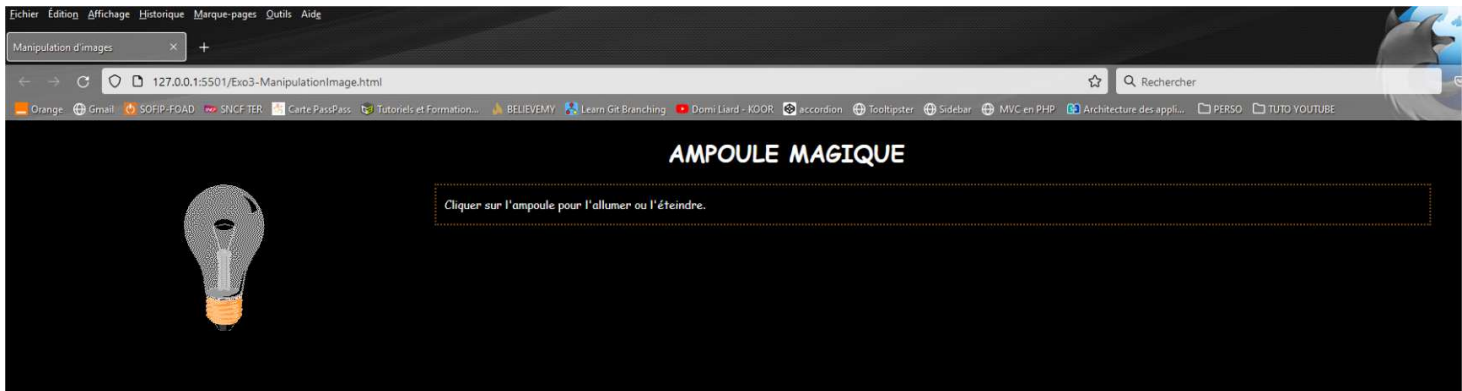 Fichier Édition Affichage Historique Marque-pages Outils Aide
Manipulation d'images × +
127.0.0.1:5501/Exo3-ManipulationImage.html Rechercher
Orange Gmail SOFIP-FOAD SNCF TER Carte PassPass Tutoriels et Formation... BELIEVEMY Learn Git Branching Domi Liard - KOOR accordion Tooltipster Sidebar MVC en PHP Architecture des appli... PERSO TUTO YOUTUBE
AMPOULE MAGIQUE
Cliquer sur l'ampoule pour l'allumer ou l'éteindre.